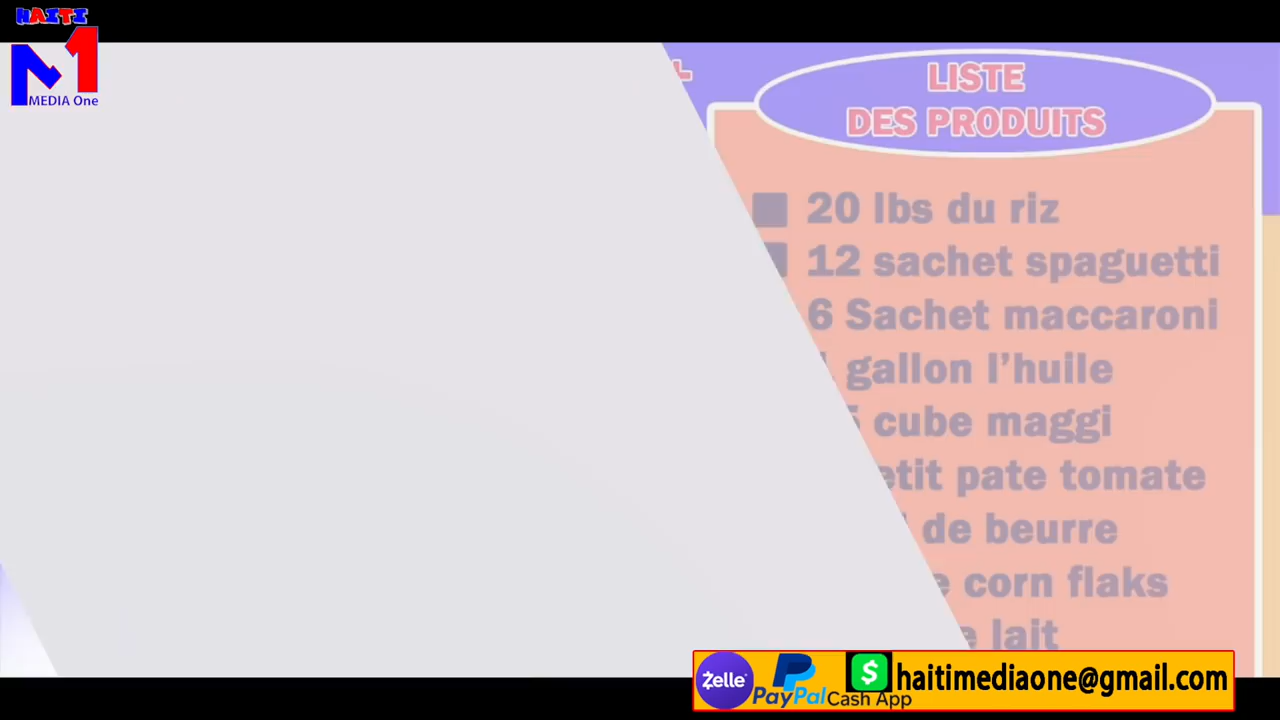 HAITI
M1
MEDIA One
LISTE
DES PRODUITS
20 lbs du riz
12 sachet spaguetti
6 Sachet maccaroni
gallon l'huile
cube maggi
pate tomate
de beurre
corn flaks
lait
Zelle
PayPal
$
Cash App
haitimediaone@gmail.com